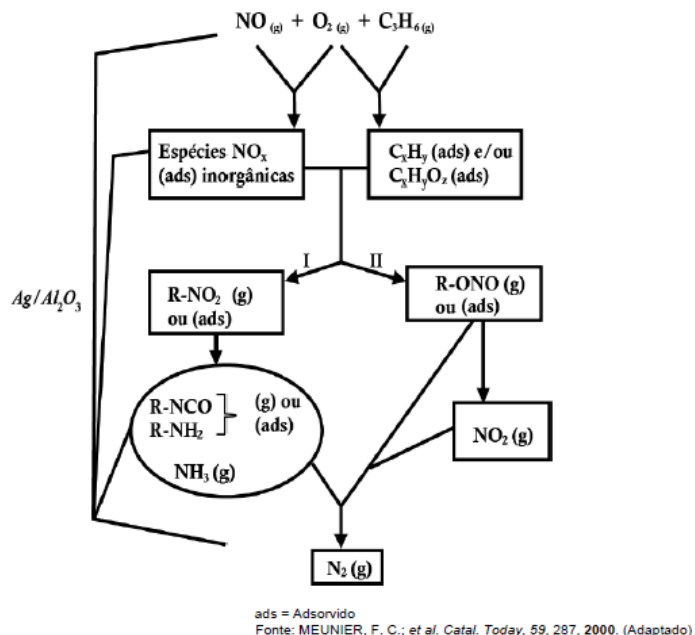 NO (g) + O2 (g) + C3H6 (g)
Espécies NOx
(ads) inorgânicas
CxHy (ads) e/ou
CxHyOz (ads)
I
II
Ag/Al2O3
R-NO2 (g)
ou (ads)
R-ONO (g)
ou (ads)
R-NCO
R-NH2
(g) ou
(ads)
NH3 (g)
NO2 (g)
N2 (g)
ads = Adsorvido
Fonte: MEUNIER, F. C.; et al. Catal. Today, 59, 287, 2000. (Adaptado)